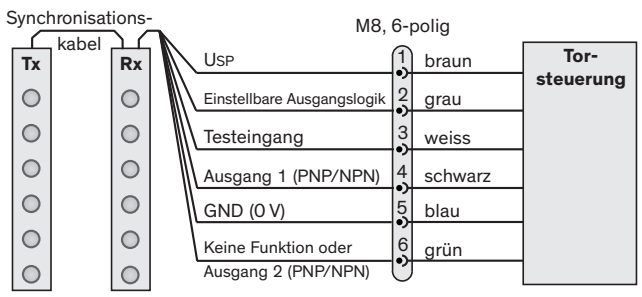 Synchronisations-
kabel
Tx
Rx
M8, 6-polig
USP
1
braun
Einstellbare Ausgangslogik
2
grau
Testeingang
3
weiss
Ausgang 1 (PNP/NPN)
4
schwarz
GND (0 V)
5
blau
Keine Funktion oder
Ausgang 2 (PNP/NPN)
6
grün
Tor-
steuerung